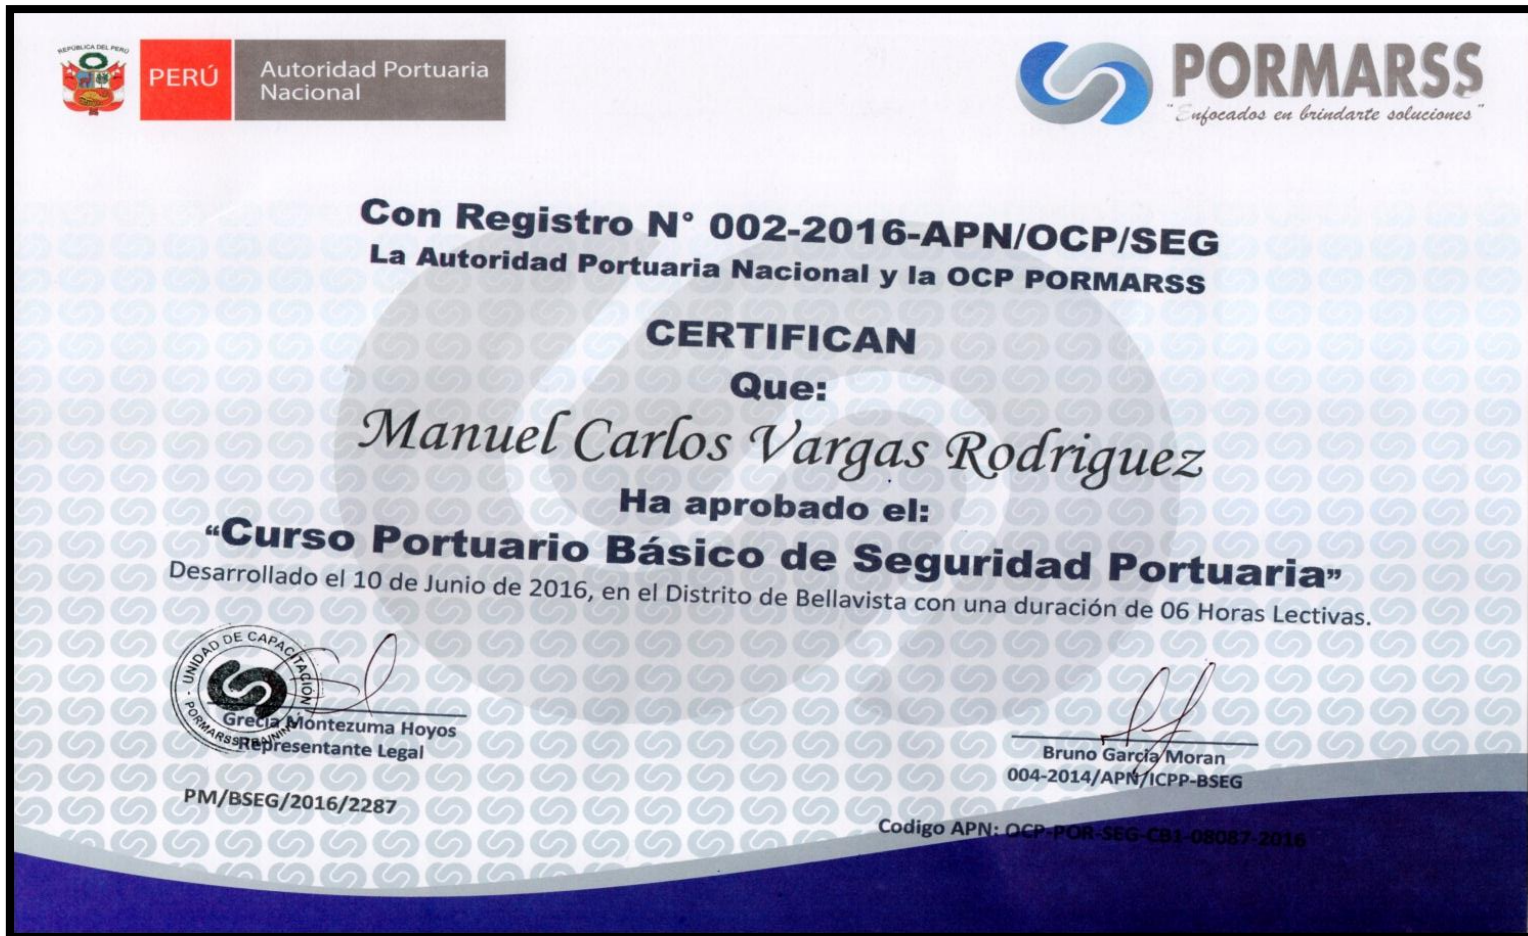 REPÚBLICA DEL PERÚ
PERÚ
Autoridad Portuaria
Nacional
PORMARSS
"Enfocados en brindarte soluciones"
Con Registro N° 002-2016-APN/OCP/SEG
La Autoridad Portuaria Nacional y la OCP PORMARSS
CERTIFICAN
Que:
Manuel Carlos Vargas Rodriguez
Ha aprobado el:
“Curso Portuario Básico de Seguridad Portuaria”
Desarrollado el 10 de Junio de 2016, en el Distrito de Bellavista con una duración de 06 Horas Lectivas.
UNIDAD DE CAPACITACIÓN
PORMARSS TRAINING
Grecia Montezuma Hoyos
Representante Legal
PM/BSEG/2016/2287
Bruno Garcia Moran
004-2014/APN/ICPP-BSEG
Codigo APN: OCP-POR-SEG-CB1-08087-2016